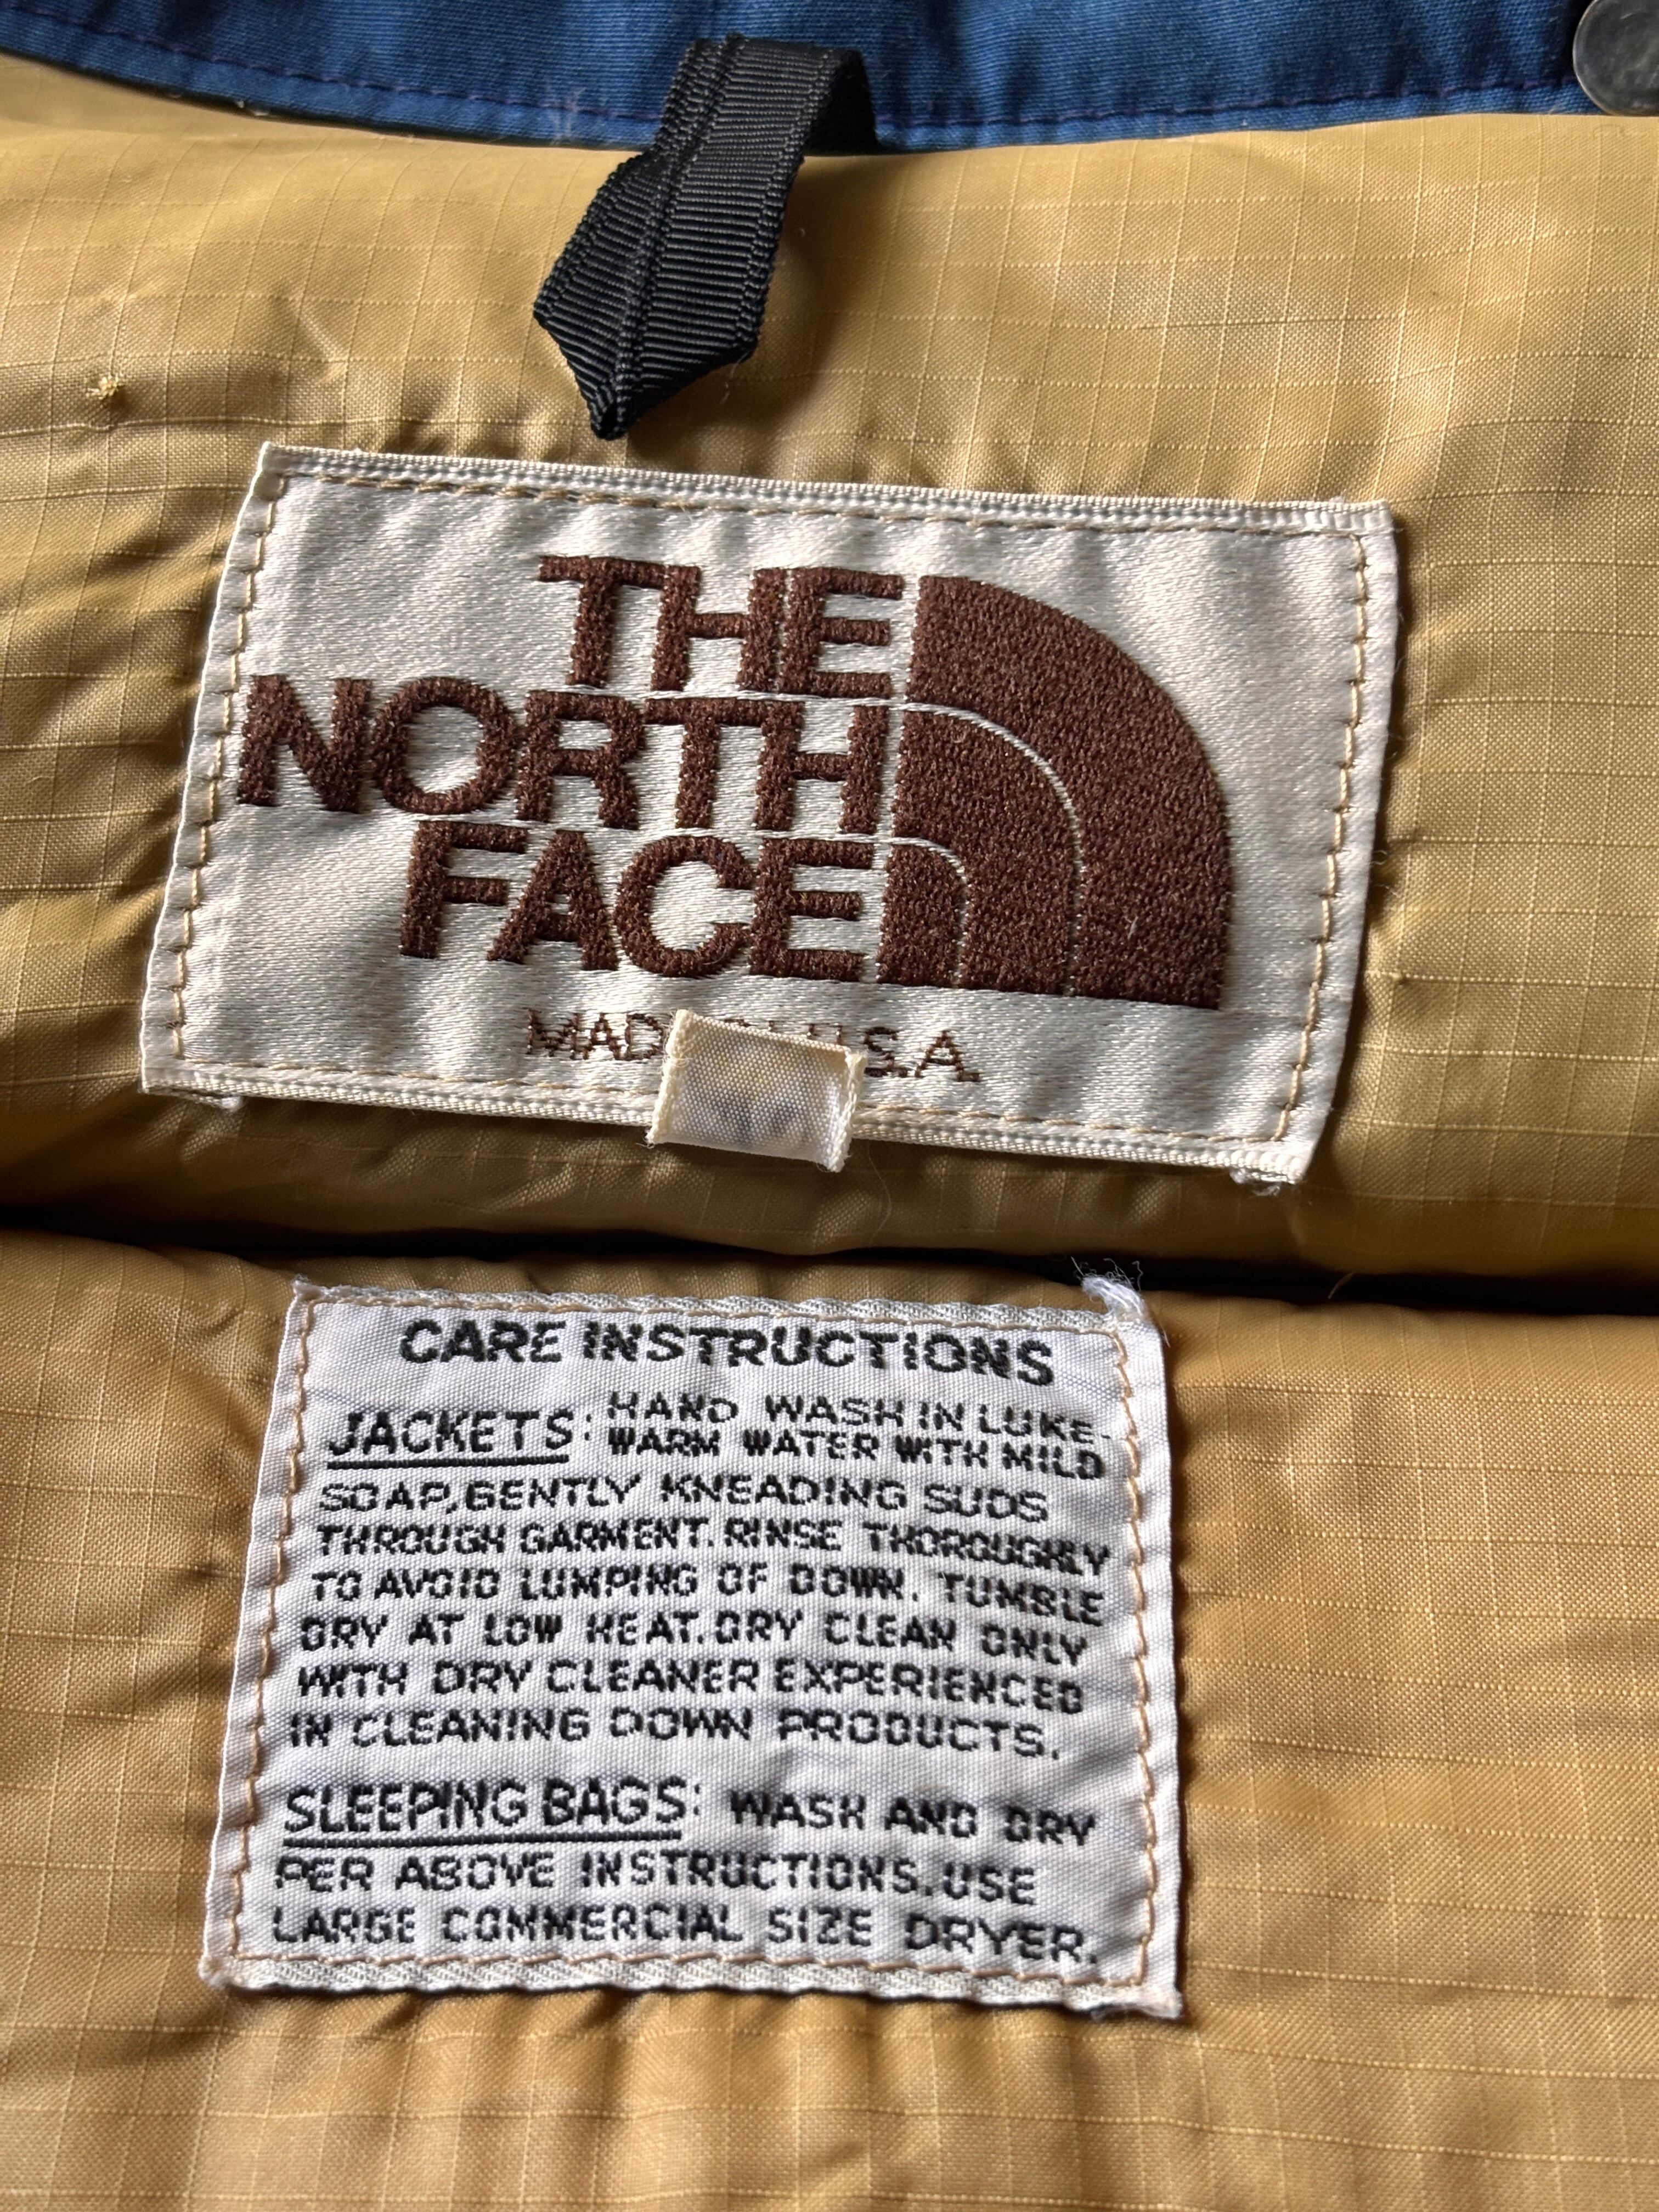 THE
NORTH
FACE
MADE IN U.S.A.
CARE INSTRUCTIONS
JACKETS: HAND WASH IN LUKE-
WARM WATER WITH MILD
SOAP, GENTLY KNEADING SUDS
THROUGH GARMENT. RINSE THOROUGHLY
TO AVOID LUMPING OF DOWN. TUMBLE
DRY AT LOW HEAT. DRY CLEAN ONLY
WITH DRY CLEANER EXPERIENCED
IN CLEANING DOWN PRODUCTS.
SLEEPING BAGS: WASH AND DRY
PER ABOVE INSTRUCTIONS. USE
LARGE COMMERCIAL SIZE DRYER.